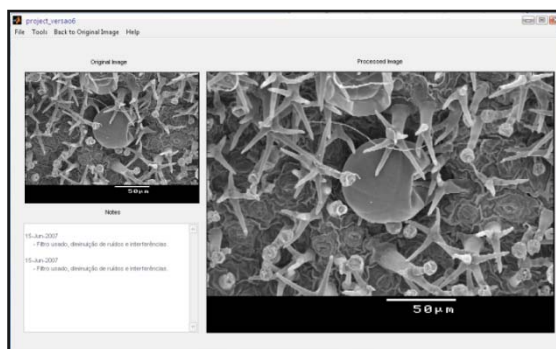 project_versao6
File Tools Back to Original Image Help
Original Image
Processed Image
50μm
Notes
15-Jun-2007
- Filtro usado, diminuição de ruídos e interferências.
15-Jun-2007
- Filtro usado, diminuição de ruídos e interferências.
50μm